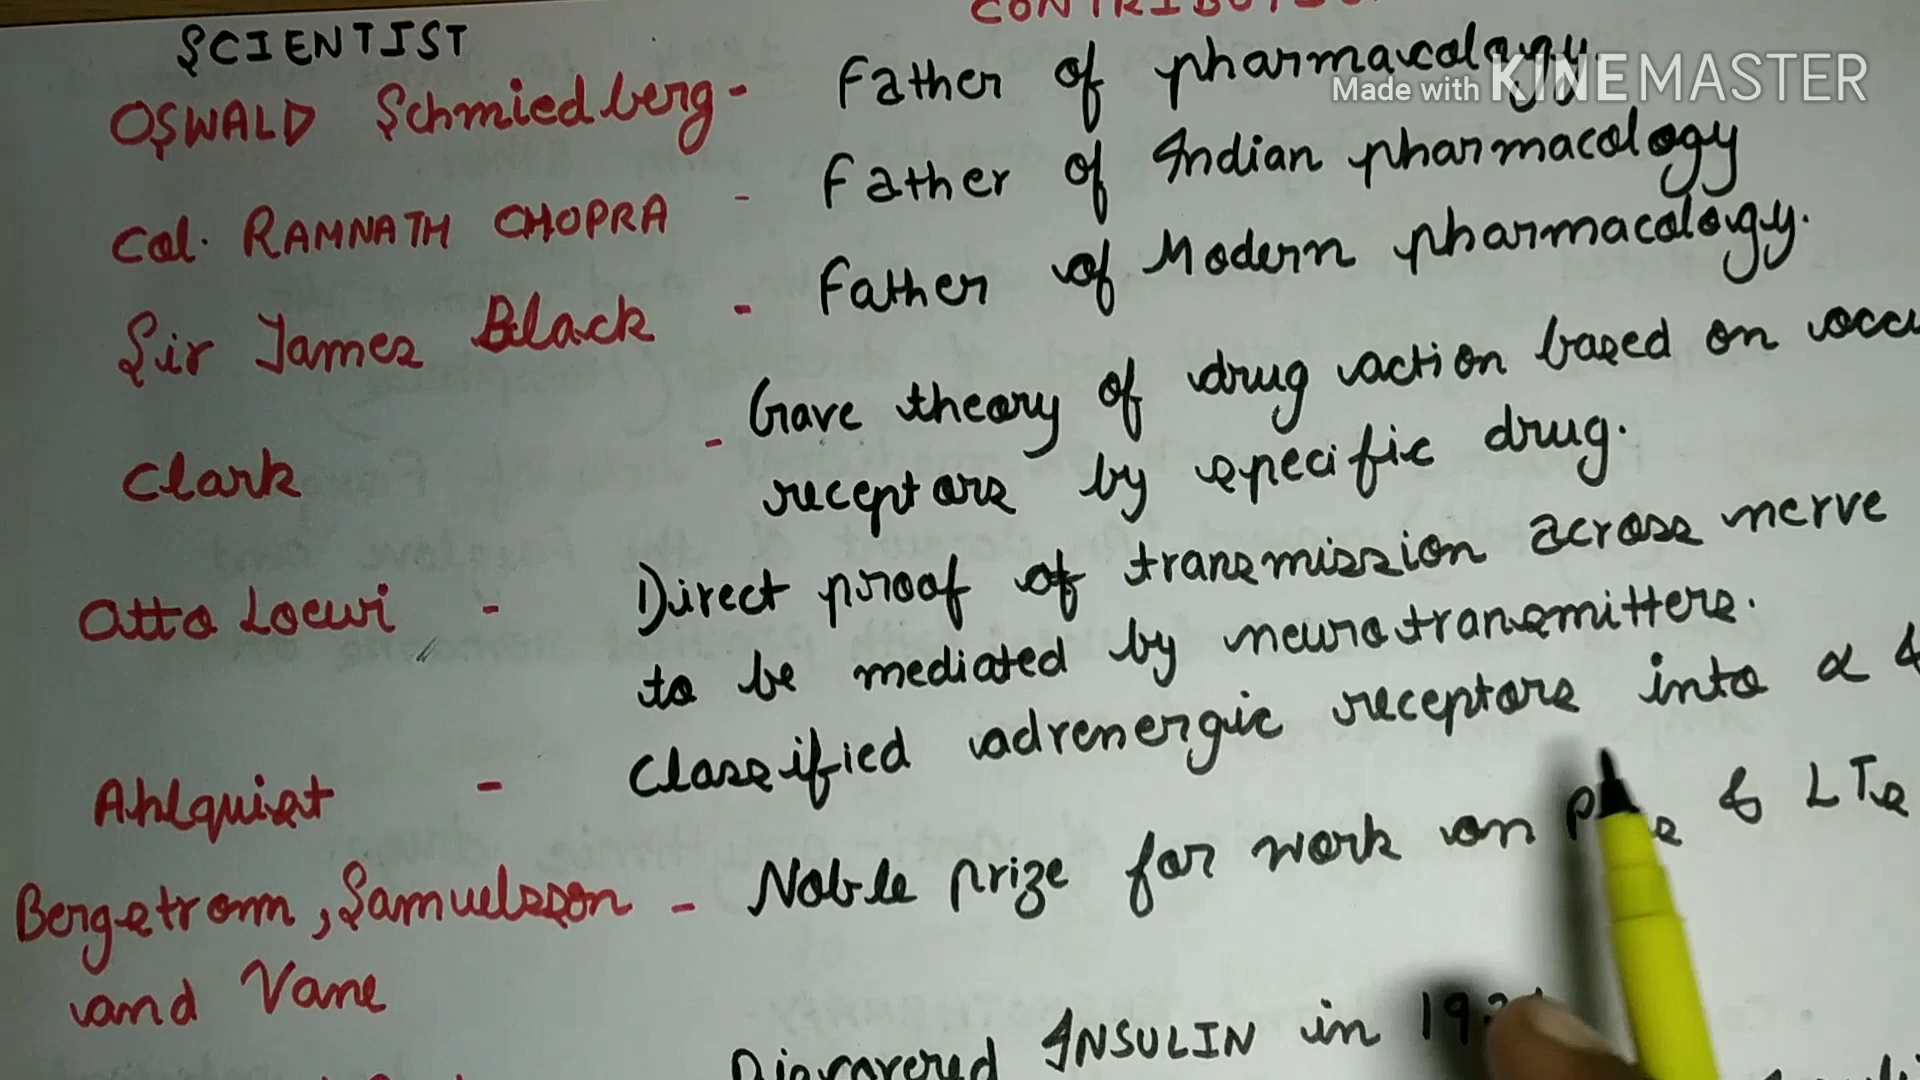 SCIENTIST
Made with KINEMASTER
OSWALD Schmiedberg - Father of pharmacology.
Col. RAMNATH CHOPRA - Father of Indian pharmacology
Sir James Black - Father of Modern pharmacology.
Clark - Gave theory of drug action based on
receptors by specific drug.
Otto Loewi - Direct proof of transmission across nerve
to be mediated by neurotransmitters.
Ahlquist - Classified adrenergic receptors into α &
Bergstrom, Samuelsson - Noble prize for work on & LTs
and Vane
Discovered INSULIN in